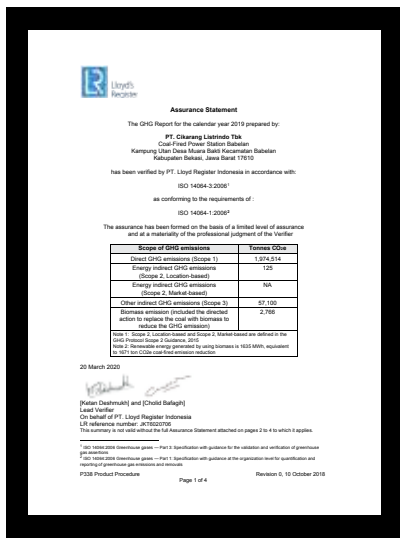 LR
Lloyd's
Register
Assurance Statement
The GHG Report for the calendar year 2019 prepared by:
PT. Cikarang Listrindo Tbk
Coal-Fired Power Station Babelan
Kampung Utan Desa Muara Bakti Kecamatan Babelan
Kabupaten Bekasi, Jawa Barat 17610
has been verified by PT. Lloyd Register Indonesia in accordance with:
ISO 14064-3:2006¹
as conforming to the requirements of :
ISO 14064-1:2006²
The assurance has been formed on the basis of a limited level of assurance
and at a materiality of the professional judgment of the Verifier
Scope of GHG emissions Tonnes CO₂e
Direct GHG emissions (Scope 1) 1,974,514
Energy indirect GHG emissions 125
(Scope 2, Location-based)
Energy indirect GHG emissions NA
(Scope 2, Market-based)
Other indirect GHG emissions (Scope 3) 57,100
Biomass emission (included the directed 2,766
action to replace the coal with biomass to
reduce the GHG emission)
Note 1: Scope 2, Location-based and Scope 2, Market-based are defined in the
GHG Protocol Scope 2 Guidance, 2015
Note 2: Renewable energy generated by using biomass is 1635 MWh, equivalent
to 1671 ton CO2e coal-fired emission reduction
20 March 2020
[Ketan Deshmukh] and [Cholid Bafagih]
Lead Verifier
On behalf of PT. Lloyd Register Indonesia
LR reference number: JKT6020706
This summary is not valid without the full Assurance Statement attached on pages 2 to 4 to which it applies.
¹ ISO 14064:2006 Greenhouse gases — Part 3: Specification with guidance for the validation and verification of greenhouse
gas assertions
² ISO 14064:2006 Greenhouse gases — Part 1: Specification with guidance at the organization level for quantification and
reporting of greenhouse gas emissions and removals
P338 Product Procedure Revision 0, 10 October 2018
Page 1 of 4